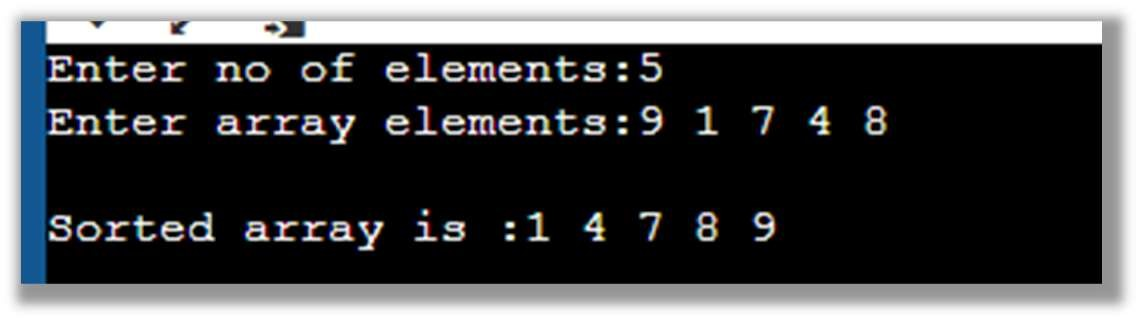 Enter no of elements:5
Enter array elements:9 1 7 4 8
Sorted array is :1 4 7 8 9